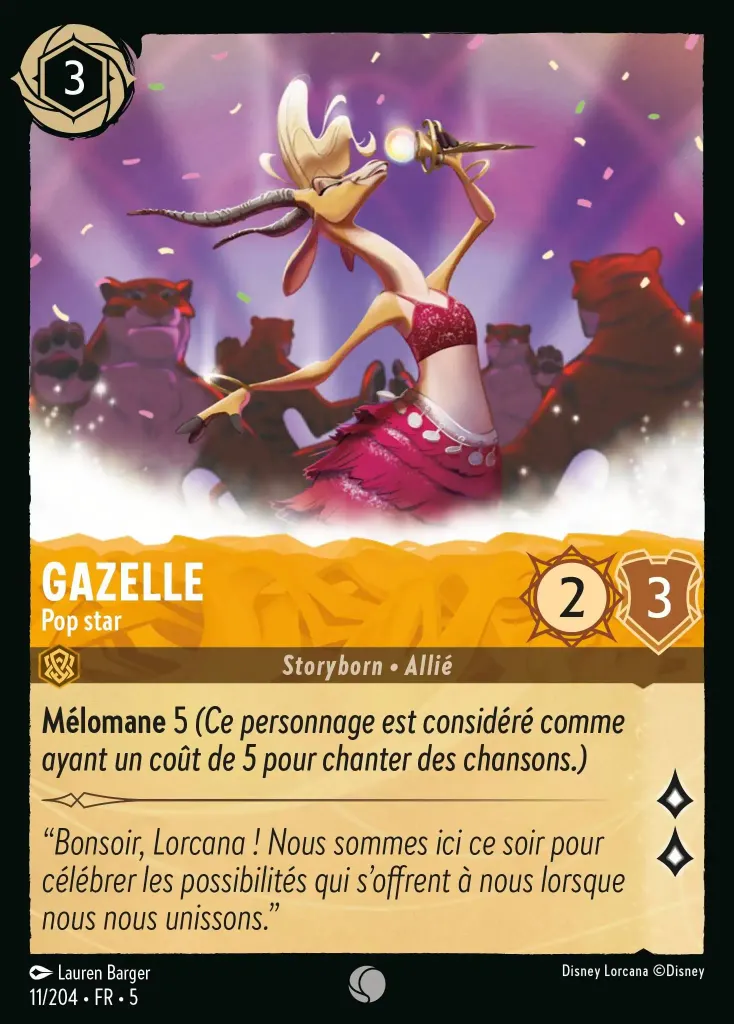 3
GAZELLE
Pop star
2
3
Storyborn • Allié
Mélomane 5 (Ce personnage est considéré comme
ayant un coût de 5 pour chanter des chansons.)
“Bonsoir, Lorcana ! Nous sommes ici ce soir pour
célébrer les possibilités qui s’offrent à nous lorsque
nous nous unissons.”
Lauren Barger
Disney Lorcana ©Disney
11/204 • FR • 5